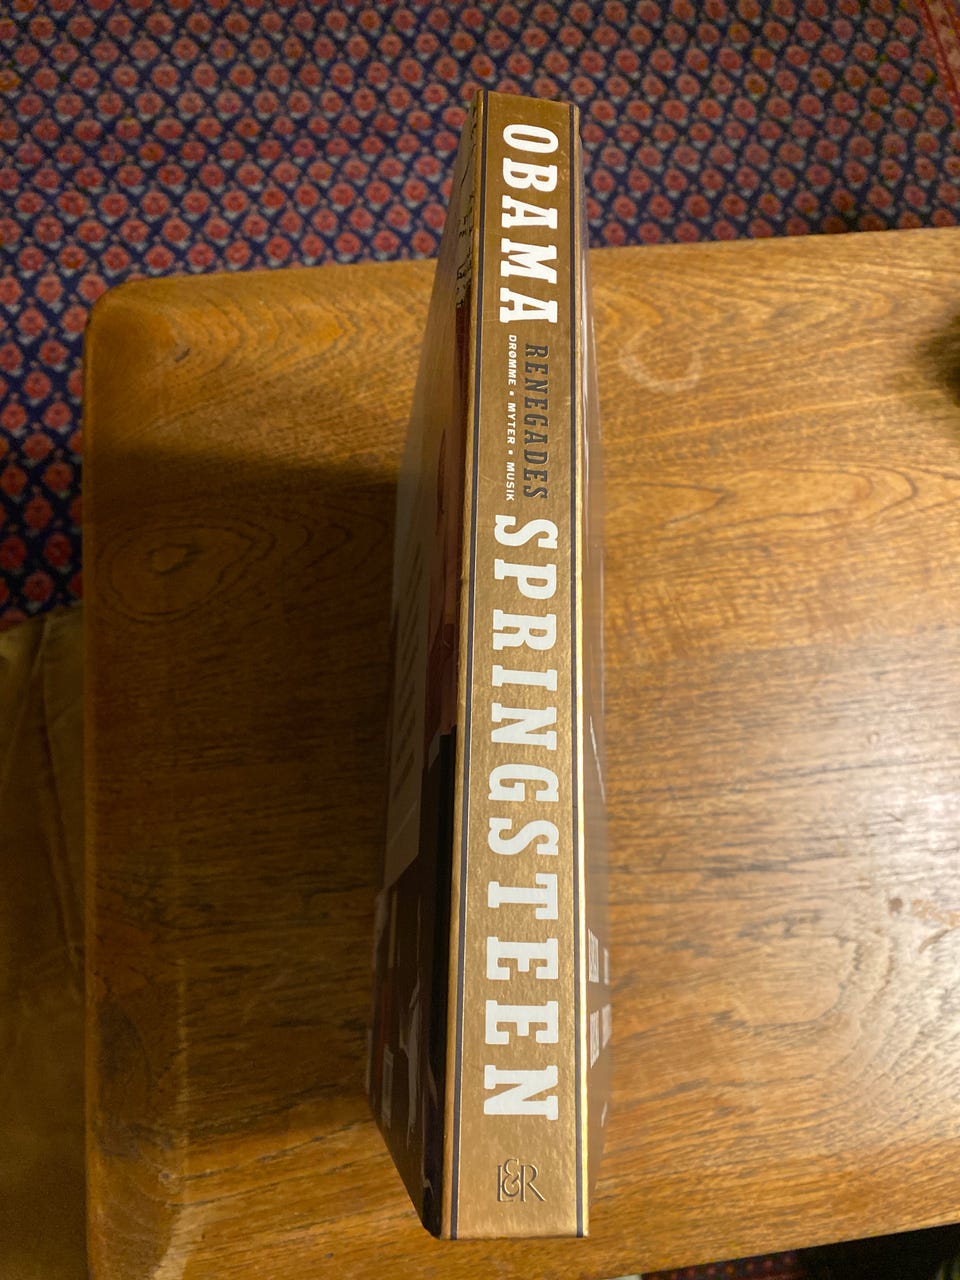 OBAMA
RENEGADES
DRØMME • MYTER • MUSIK
SPRINGSTEEN
L&R